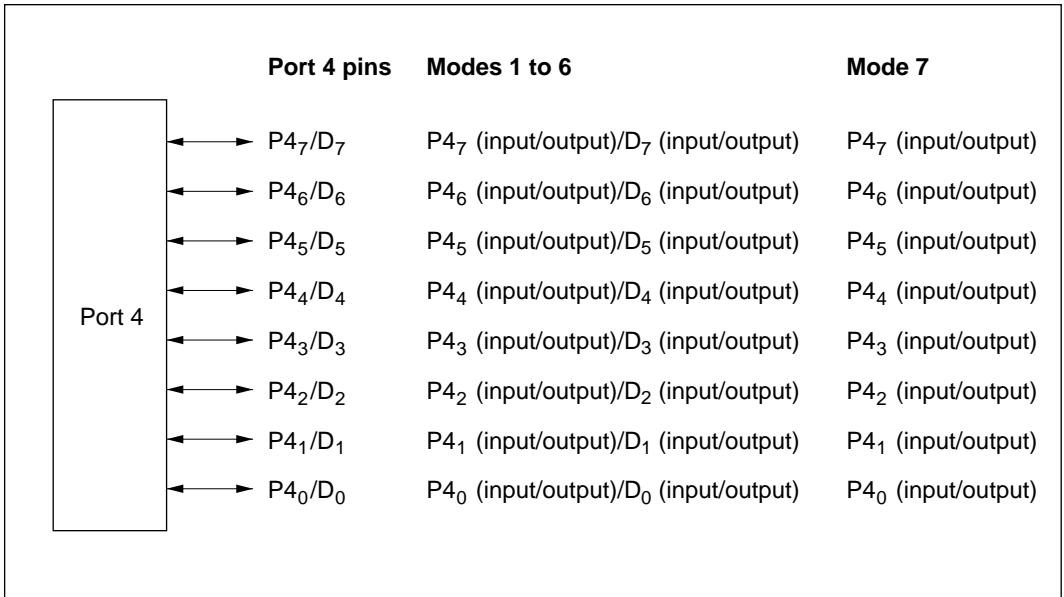 Port 4 pins Modes 1 to 6 Mode 7
P4₇/D₇ P4₇ (input/output)/D₇ (input/output) P4₇ (input/output)
P4₆/D₆ P4₆ (input/output)/D₆ (input/output) P4₆ (input/output)
P4₅/D₅ P4₅ (input/output)/D₅ (input/output) P4₅ (input/output)
P4₄/D₄ P4₄ (input/output)/D₄ (input/output) P4₄ (input/output)
Port 4
P4₃/D₃ P4₃ (input/output)/D₃ (input/output) P4₃ (input/output)
P4₂/D₂ P4₂ (input/output)/D₂ (input/output) P4₂ (input/output)
P4₁/D₁ P4₁ (input/output)/D₁ (input/output) P4₁ (input/output)
P4₀/D₀ P4₀ (input/output)/D₀ (input/output) P4₀ (input/output)